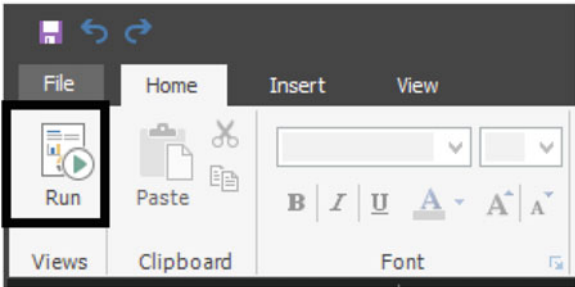 File Home Insert View
Run Paste
B I U A A A
Views Clipboard Font